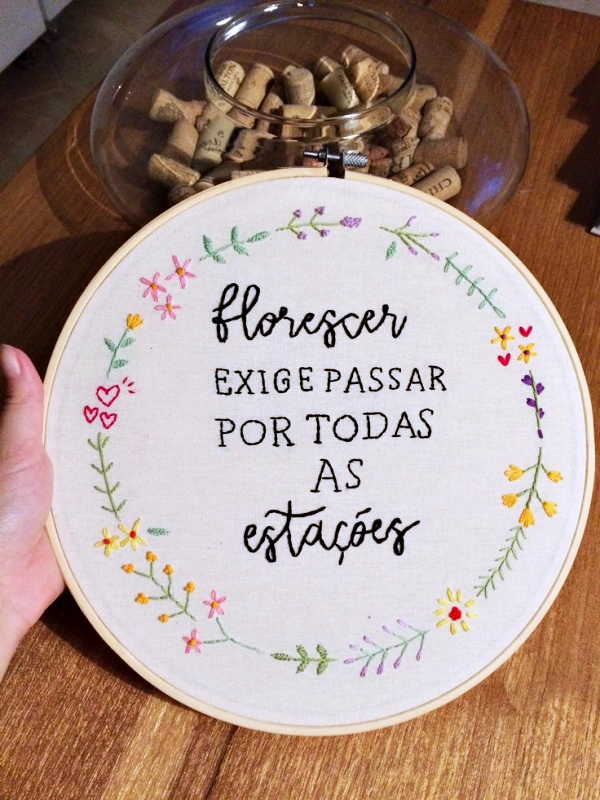 florescer
EXIGE PASSAR
POR TODAS
AS
estações